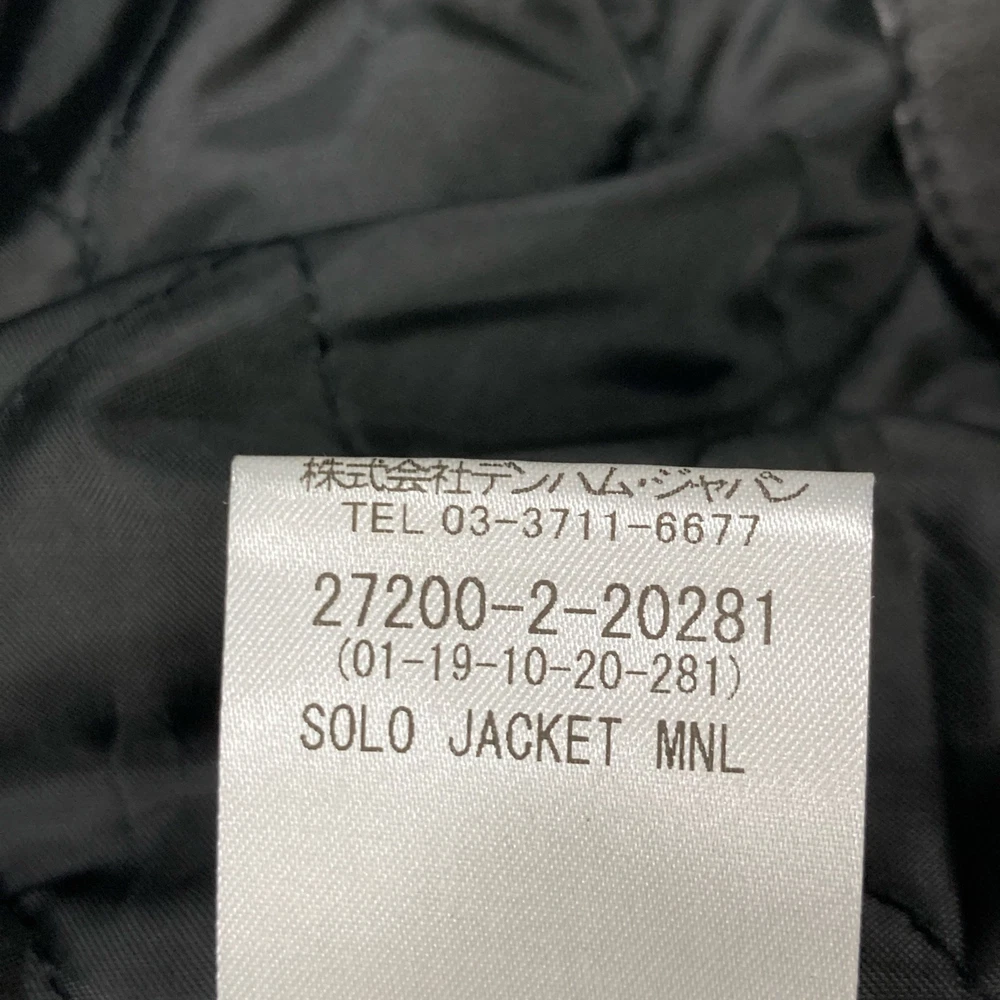 株式会社デンハム・ジャパン
TEL 03-3711-6677
27200-2-20281
(01-19-10-20-281)
SOLO JACKET MNL